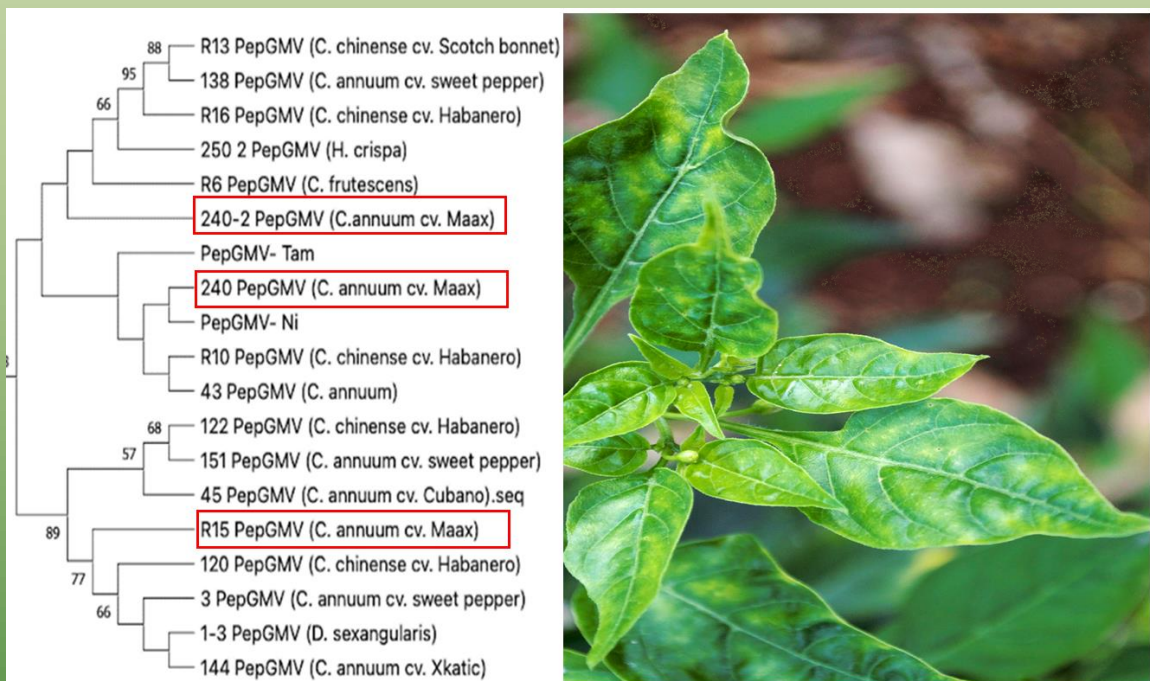 88
R13 PepGMV (C. chinense cv. Scotch bonnet)
95
138 PepGMV (C. annuum cv. sweet pepper)
66
R16 PepGMV (C. chinense cv. Habanero)
250 2 PepGMV (H. crispa)
R6 PepGMV (C. frutescens)
240-2 PepGMV (C.annuum cv. Maax)
PepGMV- Tam
240 PepGMV (C. annuum cv. Maax)
PepGMV- Ni
R10 PepGMV (C. chinense cv. Habanero)
43 PepGMV (C. annuum)
68
122 PepGMV (C. chinense cv. Habanero)
57
151 PepGMV (C. annuum cv. sweet pepper)
45 PepGMV (C. annuum cv. Cubano).seq
89
R15 PepGMV (C. annuum cv. Maax)
77
120 PepGMV (C. chinense cv. Habanero)
66
3 PepGMV (C. annuum cv. sweet pepper)
1-3 PepGMV (D. sexangularis)
144 PepGMV (C. annuum cv. Xkatic)